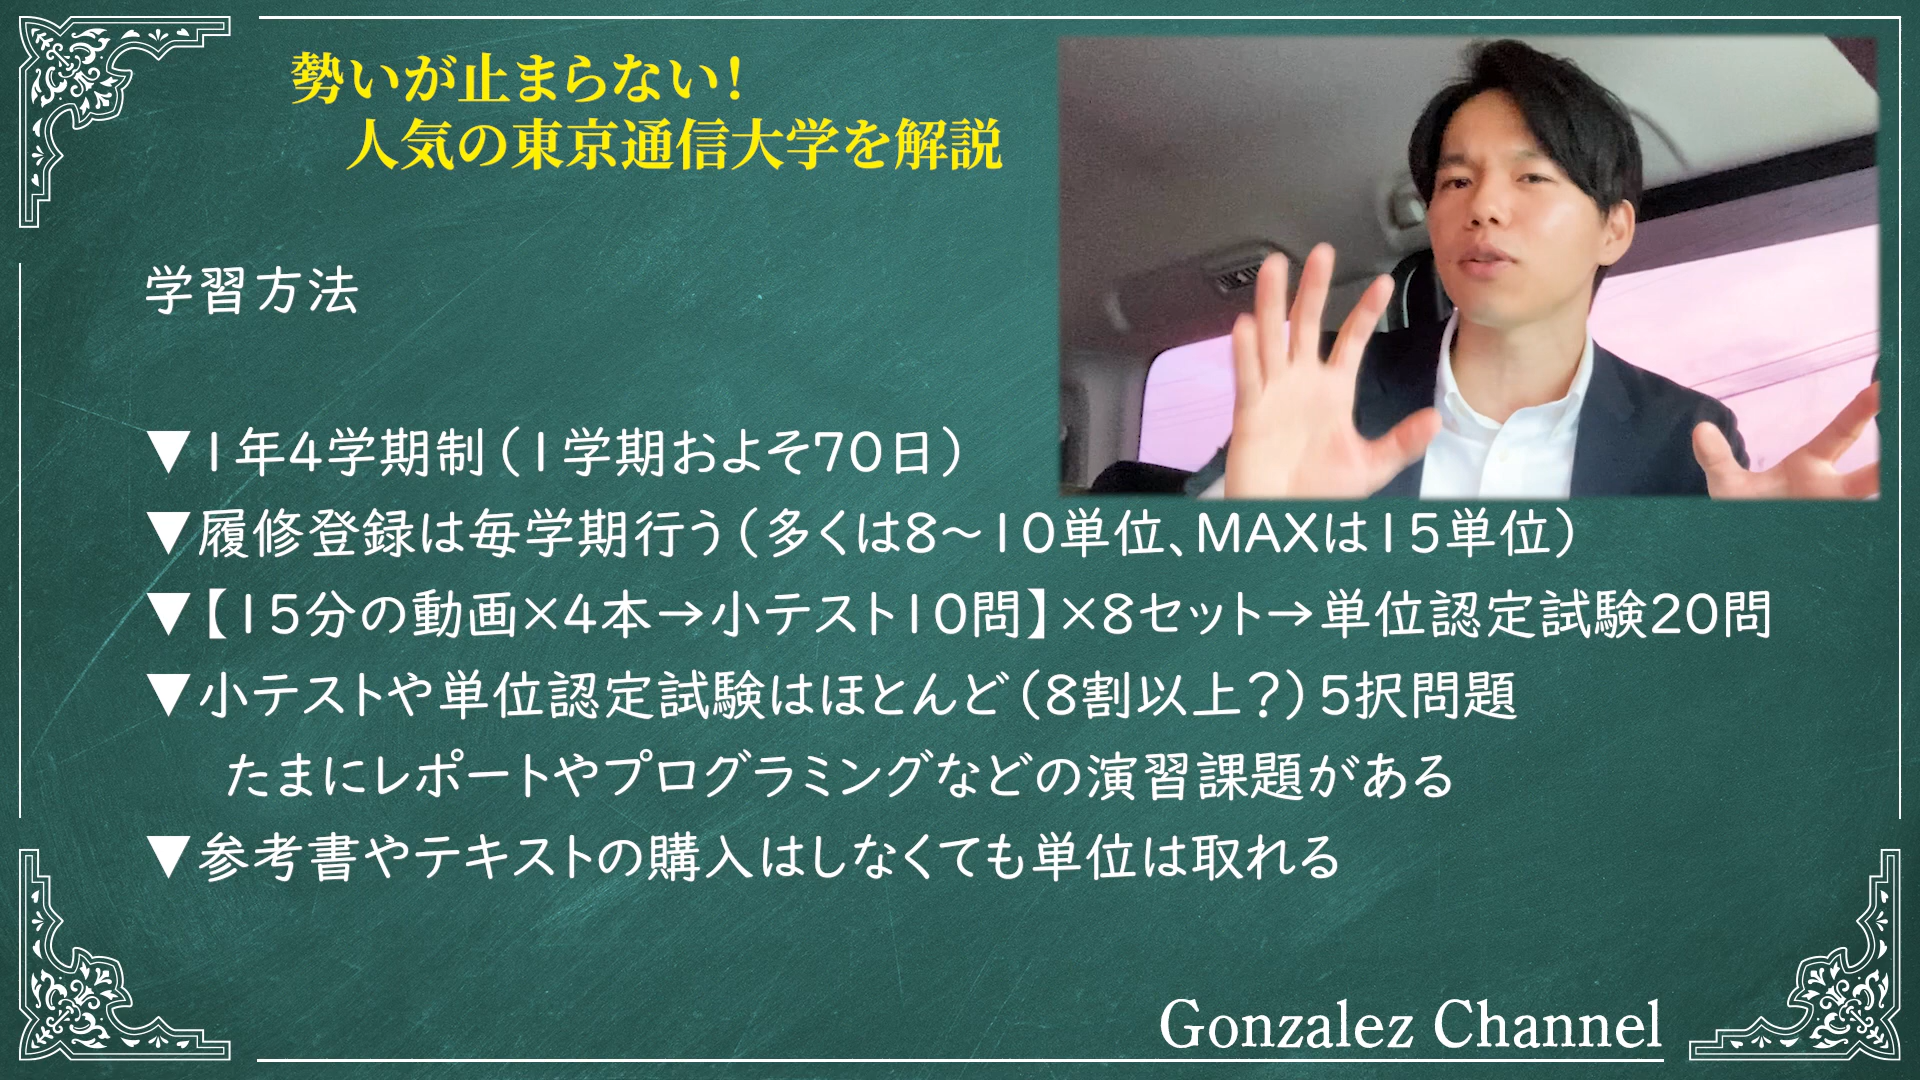 勢いが止まらない!
人気の東京通信大学を解説
学習方法
▼1年4学期制(1学期およそ70日)
▼履修登録は毎学期行う(多くは8〜10単位、MAXは15単位)
▼【15分の動画×4本→小テスト10問】×8セット→単位認定試験20問
▼小テストや単位認定試験はほとんど(8割以上?)5択問題
たまにレポートやプログラミングなどの演習課題がある
▼参考書やテキストの購入はしなくても単位は取れる
Gonzalez Channel